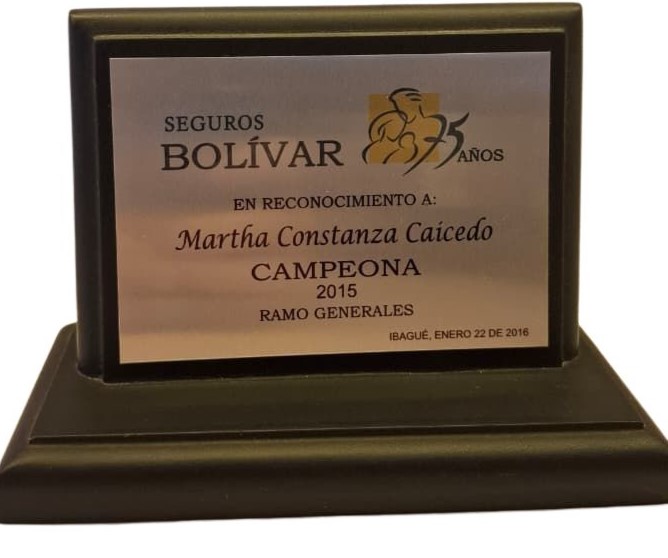 SEGUROS
BOLÍVAR 75 AÑOS
EN RECONOCIMIENTO A:
Martha Constanza Caicedo
CAMPEONA
2015
RAMO GENERALES
IBAGUÉ, ENERO 22 DE 2016